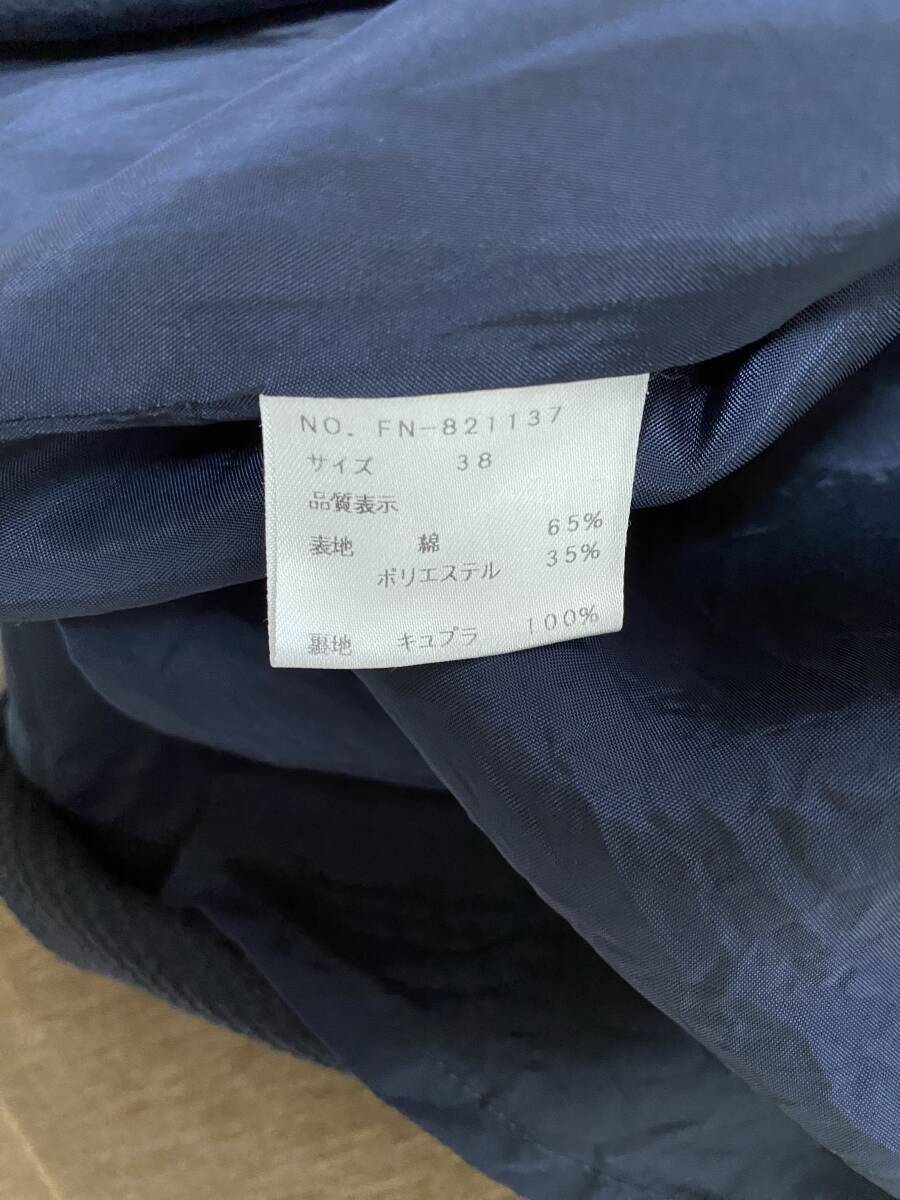 NO. FN-821137
サイズ 38
品質表示
表地 綿 65%
ポリエステル 35%
裏地 キュプラ 100%